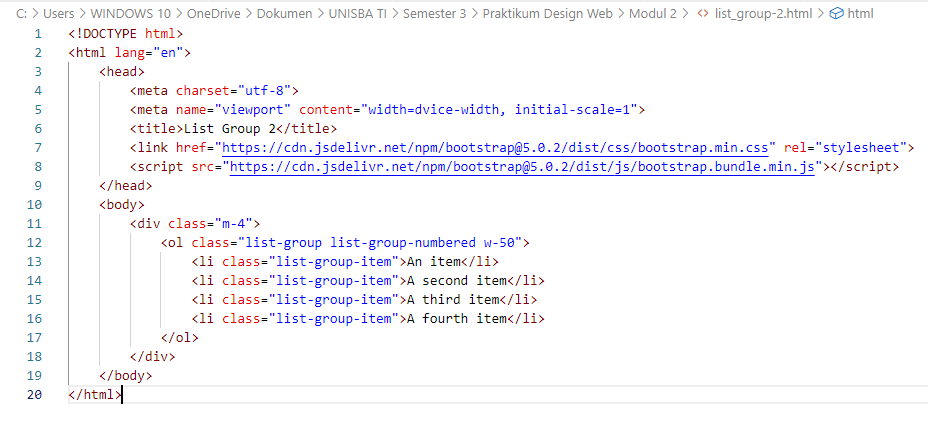 C: > Users > WINDOWS 10 > OneDrive > Dokumen > UNISBA TI > Semester 3 > Praktikum Design Web > Modul 2 > <> list_group-2.html > html
1 <!DOCTYPE html>
2 <html lang="en">
3 <head>
4 <meta charset="utf-8">
5 <meta name="viewport" content="width=dvice-width, initial-scale=1">
6 <title>List Group 2</title>
7 <link href="https://cdn.jsdelivr.net/npm/bootstrap@5.0.2/dist/css/bootstrap.min.css" rel="stylesheet">
8 <script src="https://cdn.jsdelivr.net/npm/bootstrap@5.0.2/dist/js/bootstrap.bundle.min.js"></script>
9 </head>
10 <body>
11 <div class="m-4">
12 <ol class="list-group list-group-numbered w-50">
13 <li class="list-group-item">An item</li>
14 <li class="list-group-item">A second item</li>
15 <li class="list-group-item">A third item</li>
16 <li class="list-group-item">A fourth item</li>
17 </ol>
18 </div>
19 </body>
20 </html>